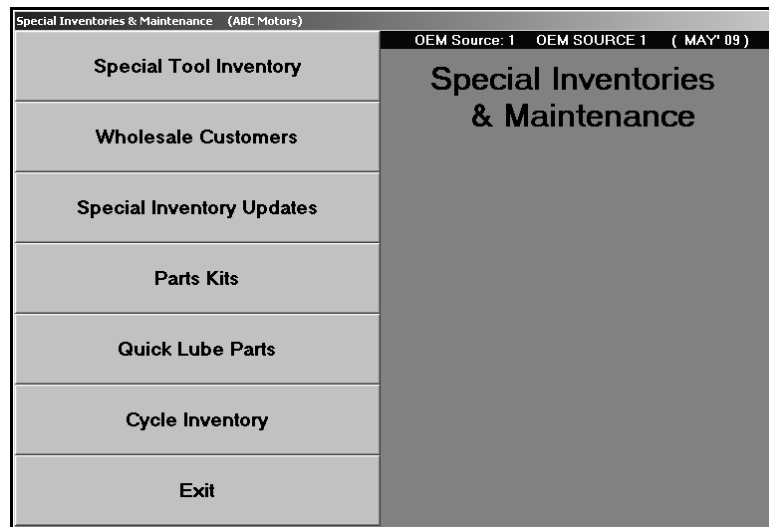 Special Inventories & Maintenance (ABC Motors)
OEM Source: 1 OEM SOURCE 1 ( MAY' 09 )
Special Inventories
& Maintenance
Special Tool Inventory
Wholesale Customers
Special Inventory Updates
Parts Kits
Quick Lube Parts
Cycle Inventory
Exit